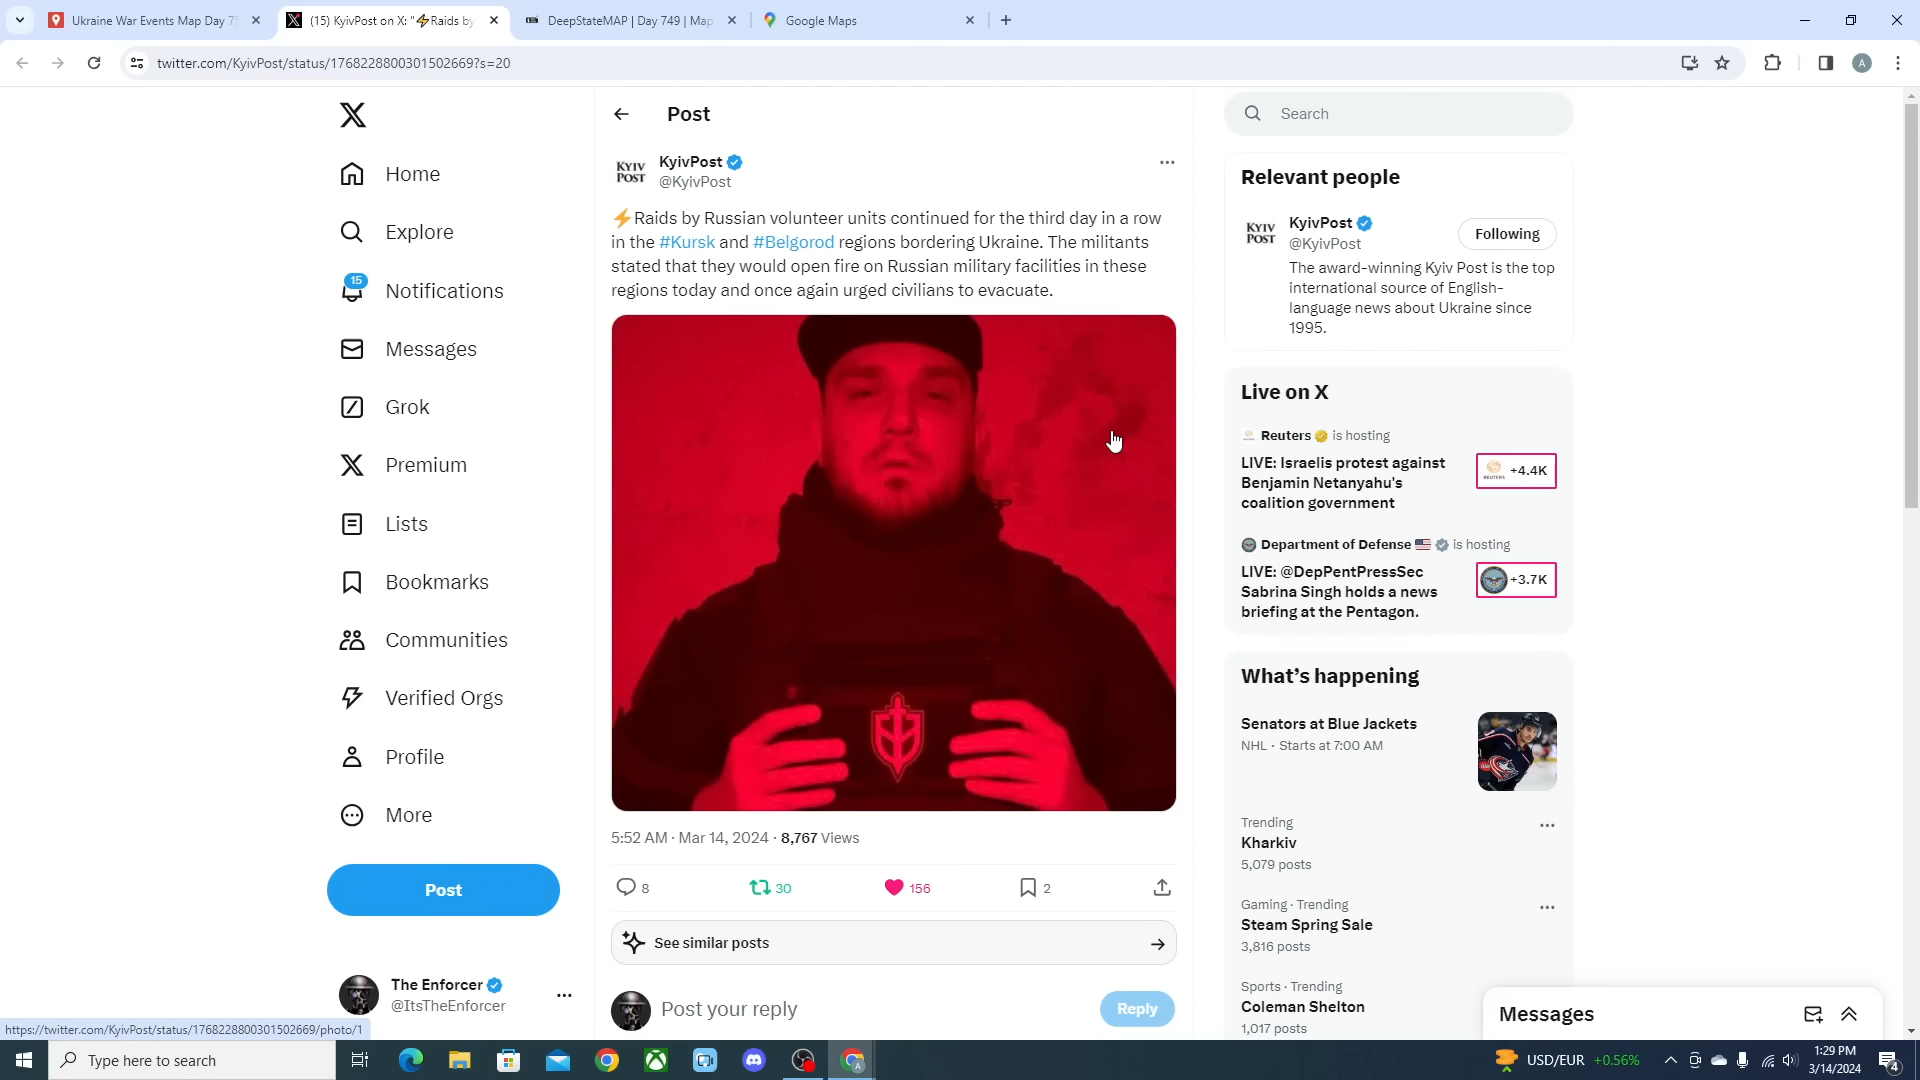 Ukraine War Events Map Day 7
(15) KyivPost on X: "⚡Raids by
DeepStateMAP | Day 749 | Map
Google Maps
twitter.com/KyivPost/status/1768228800301502669?s=20
A
Home
Explore
15
Notifications
Messages
Grok
Premium
Lists
Bookmarks
Communities
Verified Orgs
Profile
More
Post
The Enforcer
@ItsTheEnforcer
https://twitter.com/KyivPost/status/1768228800301502669/photo/1
Post
KYIV
POST
KyivPost
@KyivPost
⚡Raids by Russian volunteer units continued for the third day in a row
in the #Kursk and #Belgorod regions bordering Ukraine. The militants
stated that they would open fire on Russian military facilities in these
regions today and once again urged civilians to evacuate.
5:52 AM · Mar 14, 2024 · 8,767 Views
8
30
156
2
See similar posts
Post your reply
Reply
Search
Relevant people
KYIV
POST
KyivPost
@KyivPost
Following
The award-winning Kyiv Post is the top
international source of English-
language news about Ukraine since
1995.
Live on X
Reuters is hosting
LIVE: Israelis protest against
Benjamin Netanyahu's
coalition government
REUTERS
+4.4K
Department of Defense 🇺🇸 is hosting
LIVE: @DepPentPressSec
Sabrina Singh holds a news
briefing at the Pentagon.
+3.7K
What's happening
Senators at Blue Jackets
NHL · Starts at 7:00 AM
Trending
Kharkiv
5,079 posts
Gaming · Trending
Steam Spring Sale
3,816 posts
Sports · Trending
Coleman Shelton
1,017 posts
Messages
Type here to search
A
USD/EUR +0.56%
1:29 PM
3/14/2024
4